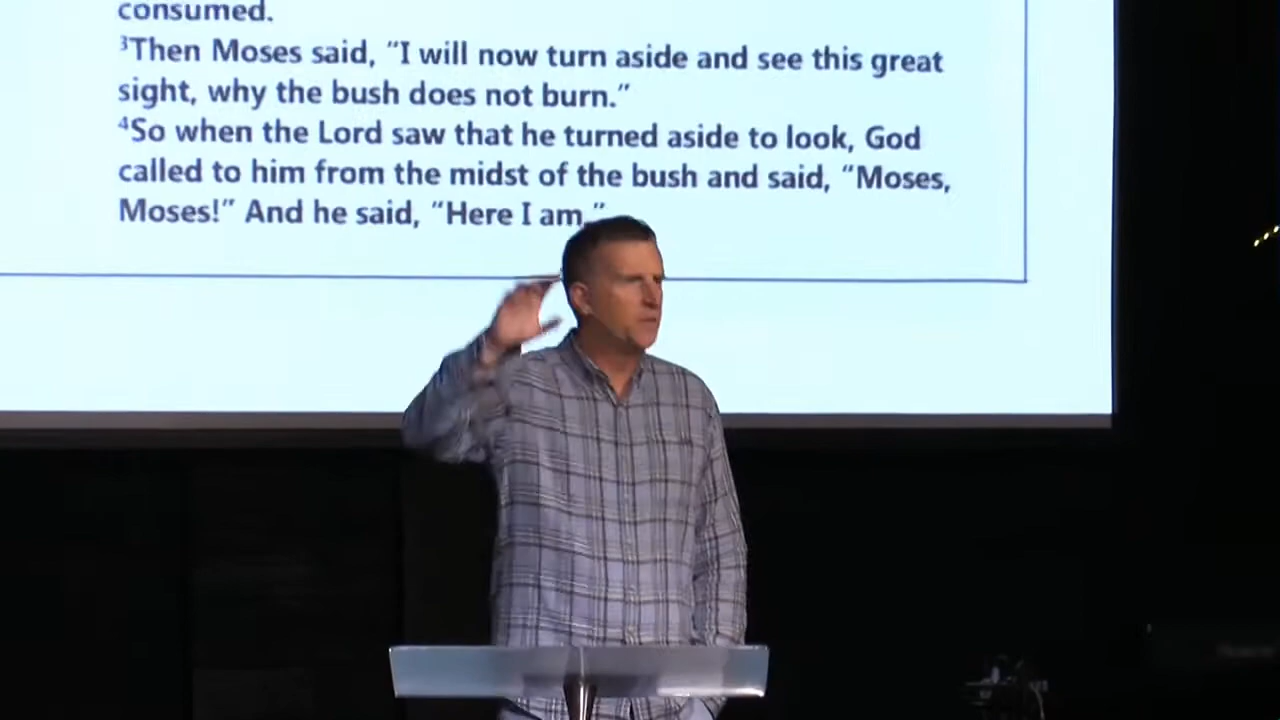 consumed.
³Then Moses said, “I will now turn aside and see this great
sight, why the bush does not burn.”
⁴So when the Lord saw that he turned aside to look, God
called to him from the midst of the bush and said, “Moses,
Moses!” And he said, “Here I am.”